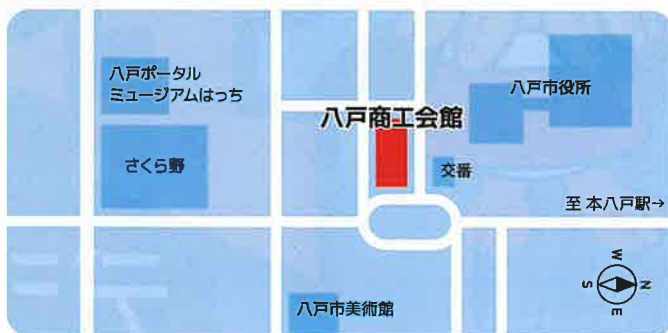 八戸ポータル
ミュージアムはっち
八戸市役所
八戸商工会館
さくら野
交番
至 本八戸駅→
W
S
N
E
八戸市美術館